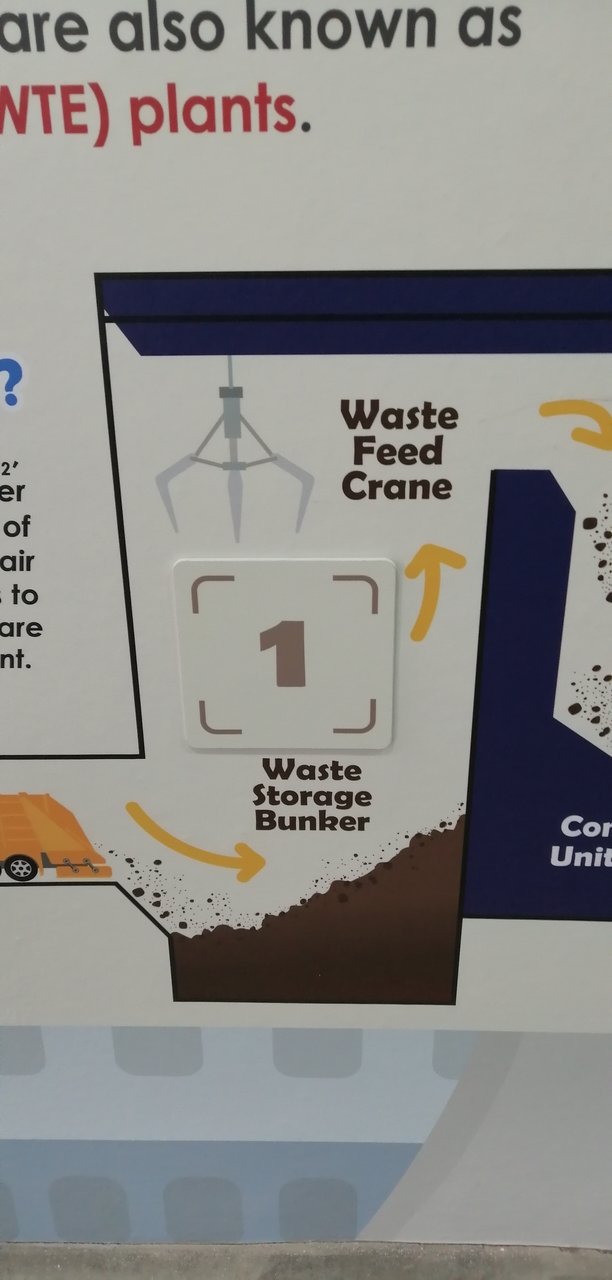 are also known as
WTE) plants.
?
2'
er
of
air
s to
are
nt.
Waste
Feed
Crane
1
Waste
Storage
Bunker
Com
Unit